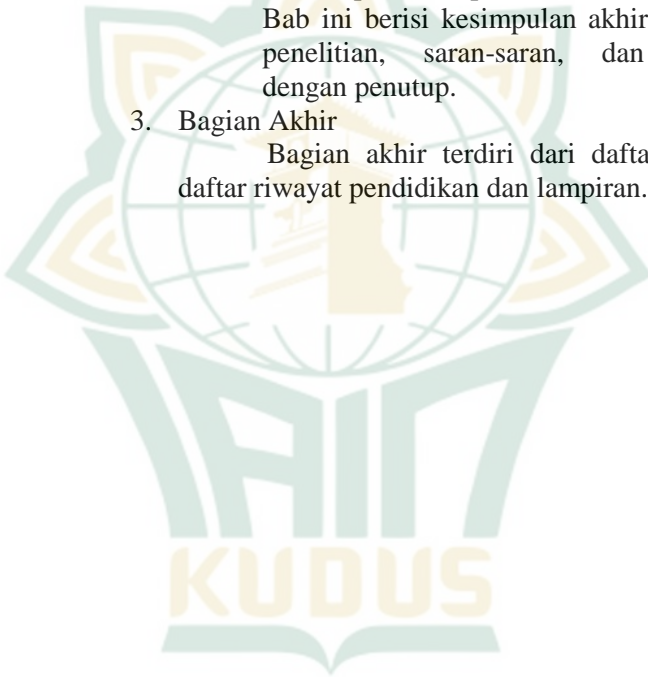 Bab ini berisi kesimpulan akhir
penelitian, saran-saran, dan
dengan penutup.
3. Bagian Akhir
Bagian akhir terdiri dari
daftar riwayat pendidikan dan lampiran.
IAIN
KUDUS